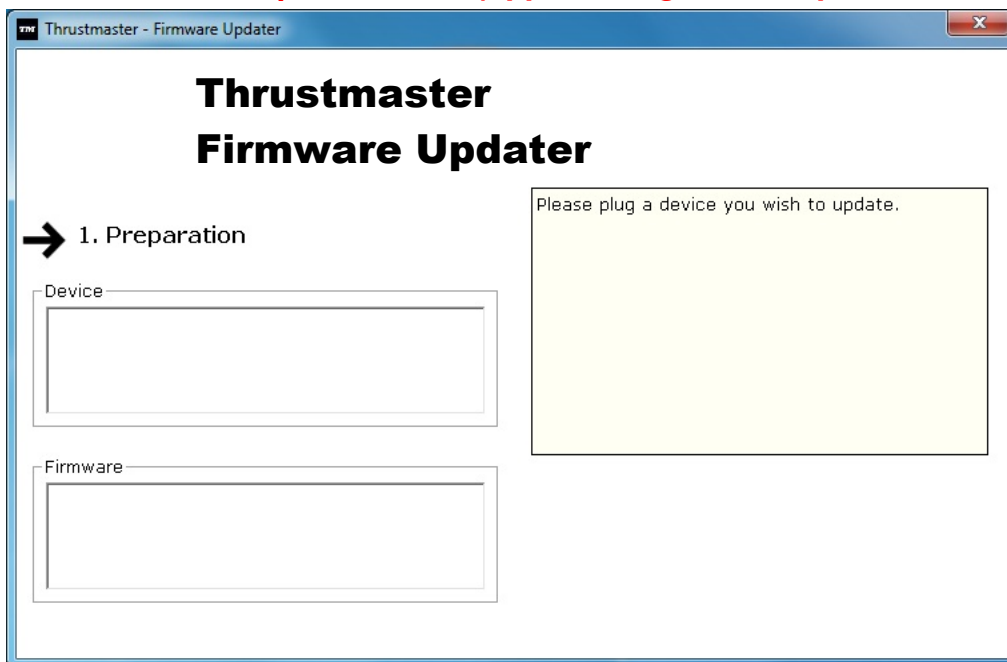 Thrustmaster - Firmware Updater
Thrustmaster
Firmware Updater
1. Preparation
Please plug a device you wish to update.
Device
Firmware